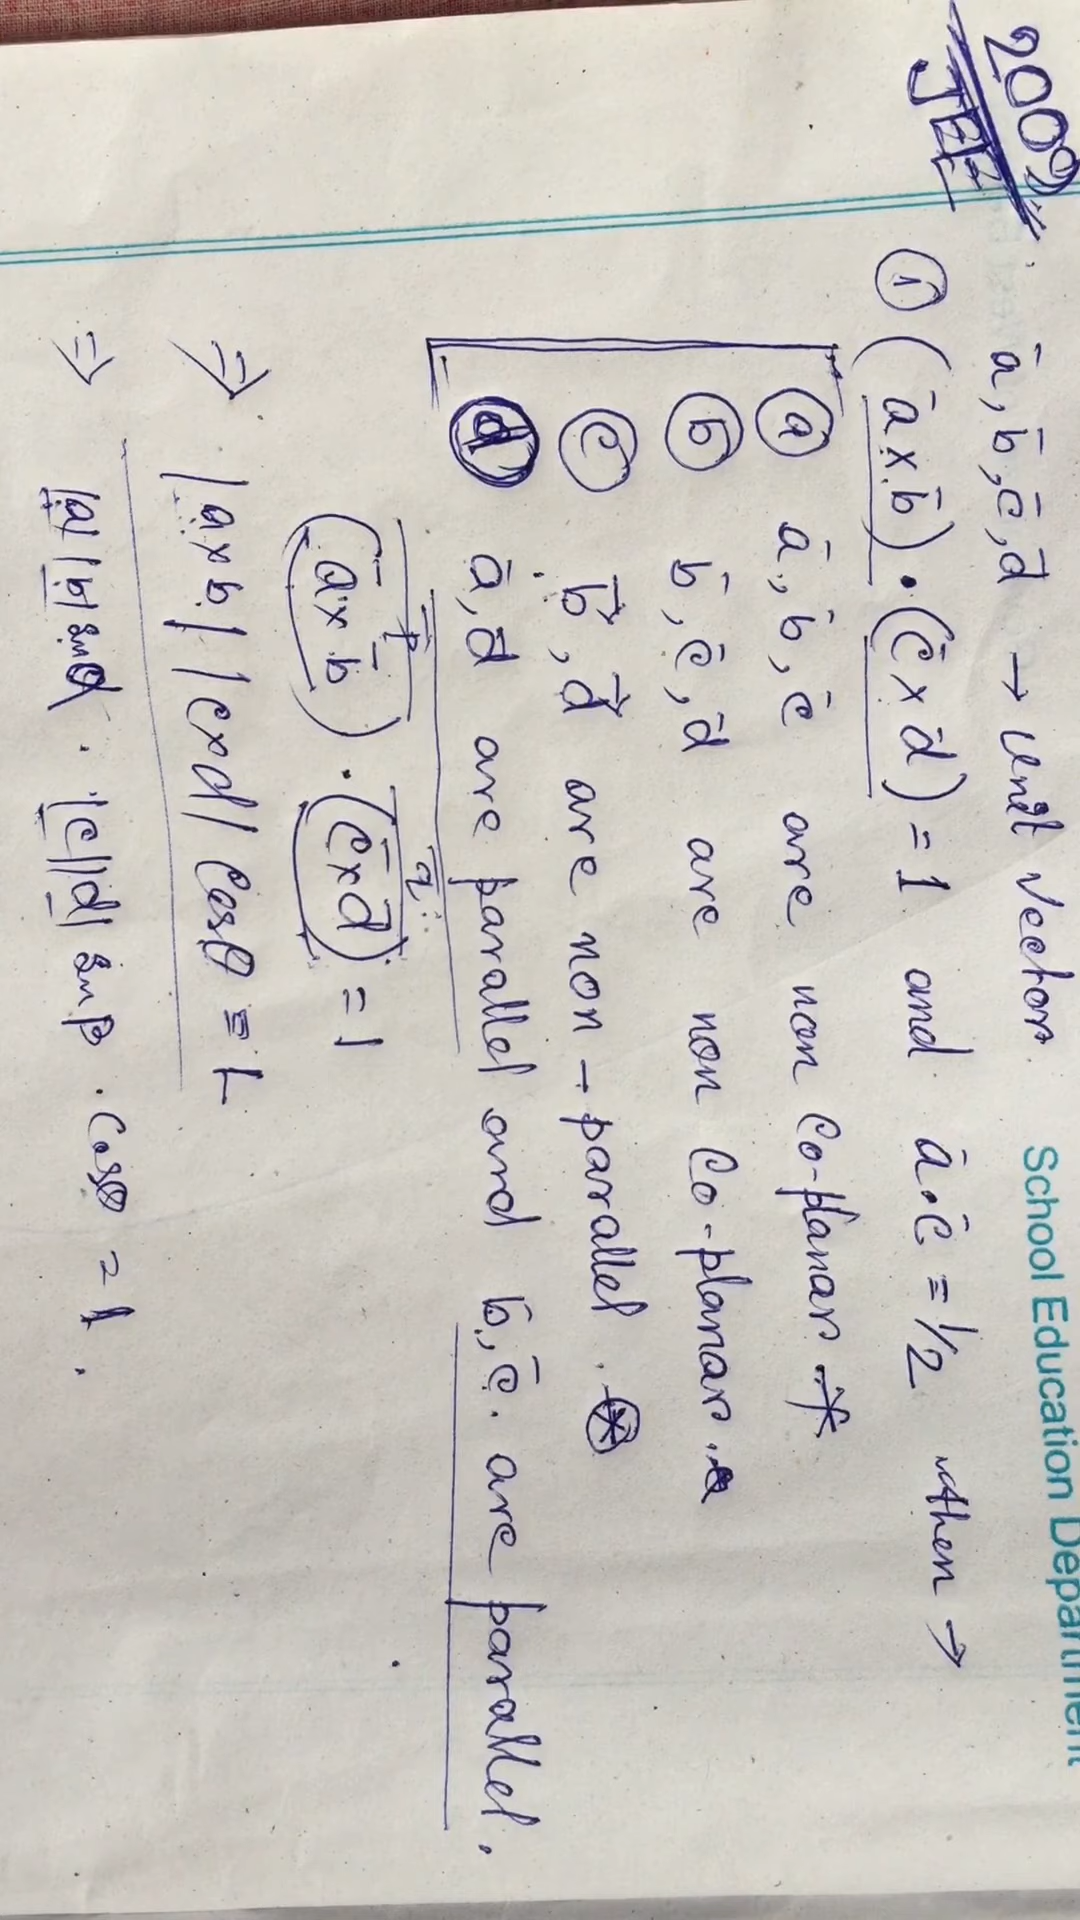 School Education Department
2009
JEE
ā, b̄, c̄, d̄ → unit vector.
① (ā×b̄)·(c̄×d̄) = 1 and ā·c̄ = 1/2 then →
ⓐ ā, b̄, c̄ are non co-planar
ⓑ b̄, c̄, d̄ are non co-planar
ⓒ b⃗, d⃗ are non-parallel.
ⓓ ā, d̄ are parallel and b̄, c̄ are parallel.
(ā×b̄)·(c̄×d̄) = 1
⇒ |a×b| |c×d| cosθ = 1
⇒ |a| |b| sinα · |c||d| sinβ · cosθ = 1.